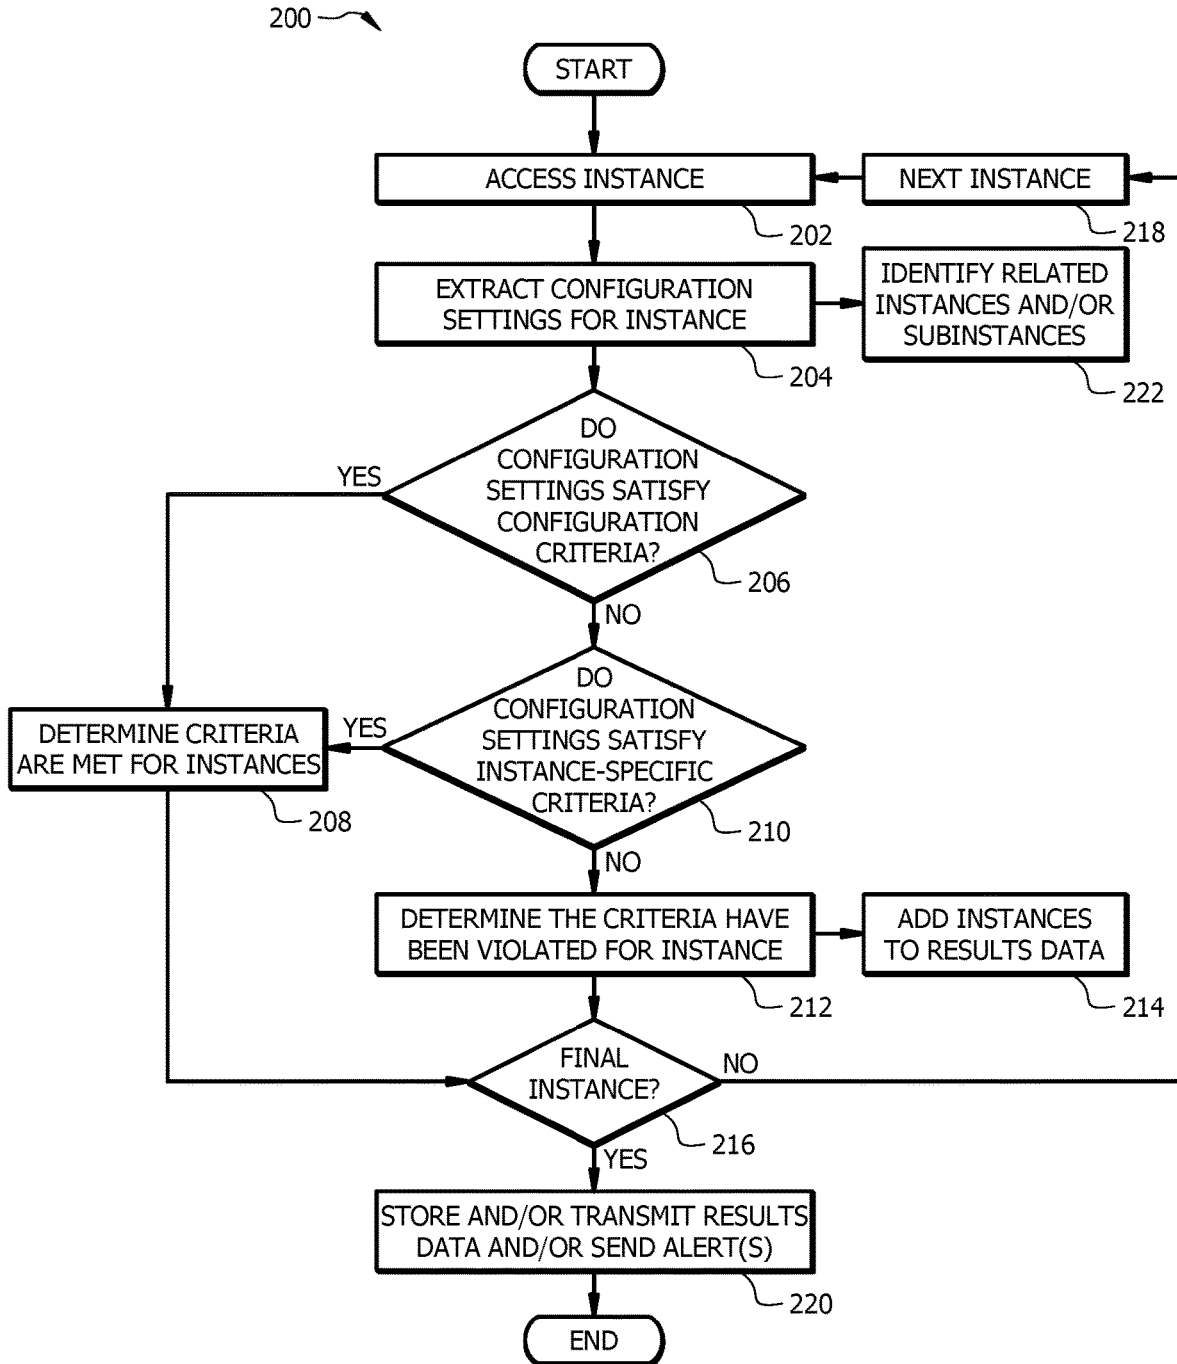 200
START
ACCESS INSTANCE
202
NEXT INSTANCE
218
EXTRACT CONFIGURATION
SETTINGS FOR INSTANCE
204
IDENTIFY RELATED
INSTANCES AND/OR
SUBINSTANCES
222
DO
CONFIGURATION
SETTINGS SATISFY
CONFIGURATION
CRITERIA?
206
YES
NO
DO
CONFIGURATION
SETTINGS SATISFY
INSTANCE-SPECIFIC
CRITERIA?
210
YES
DETERMINE CRITERIA
ARE MET FOR INSTANCES
208
NO
DETERMINE THE CRITERIA HAVE
BEEN VIOLATED FOR INSTANCE
212
ADD INSTANCES
TO RESULTS DATA
214
FINAL
INSTANCE?
216
NO
YES
STORE AND/OR TRANSMIT RESULTS
DATA AND/OR SEND ALERT(S)
220
END